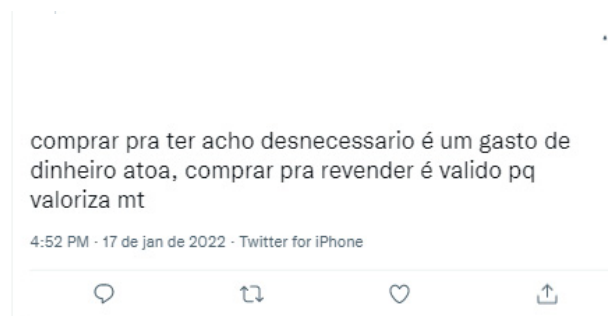 comprar pra ter acho desnecessario é um gasto de
dinheiro atoa, comprar pra revender é valido pq
valoriza mt
4:52 PM · 17 de jan de 2022 · Twitter for iPhone